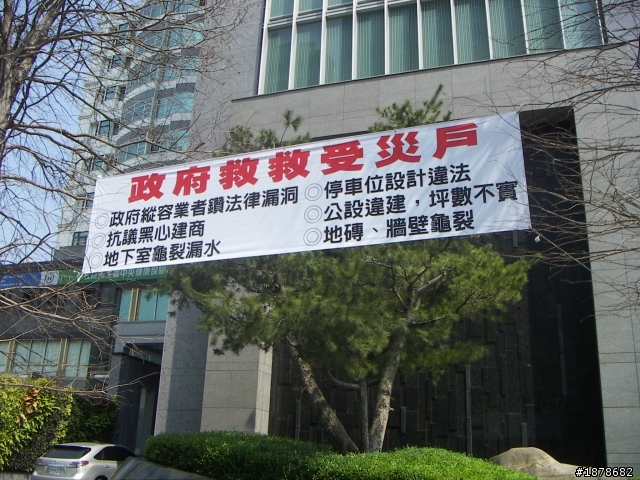 政府救救受災戶
◎政府縱容業者鑽法律漏洞
◎抗議黑心建商
◎地下室龜裂漏水
◎停車位設計違法
◎公設違建，坪數不實
◎地磚、牆壁龜裂
#1878682